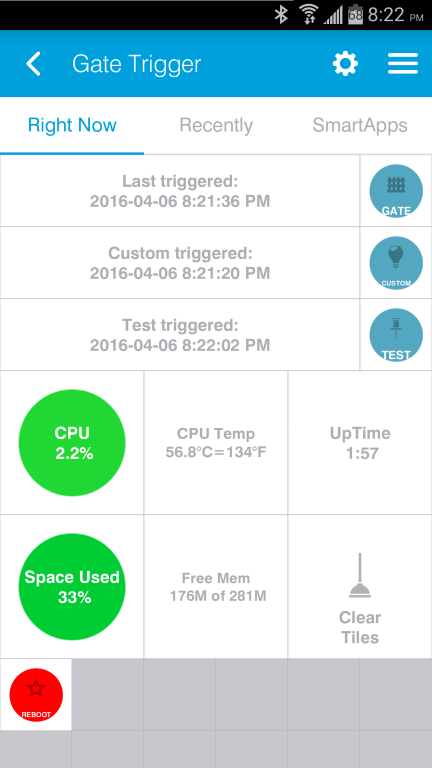 68 8:22 PM
Gate Trigger
Right Now Recently SmartApps
Last triggered:
2016-04-06 8:21:36 PM
GATE
Custom triggered:
2016-04-06 8:21:20 PM
CUSTOM
Test triggered:
2016-04-06 8:22:02 PM
TEST
CPU
2.2%
CPU Temp
56.8°C=134°F
UpTime
1:57
Space Used
33%
Free Mem
176M of 281M
Clear
Tiles
REBOOT